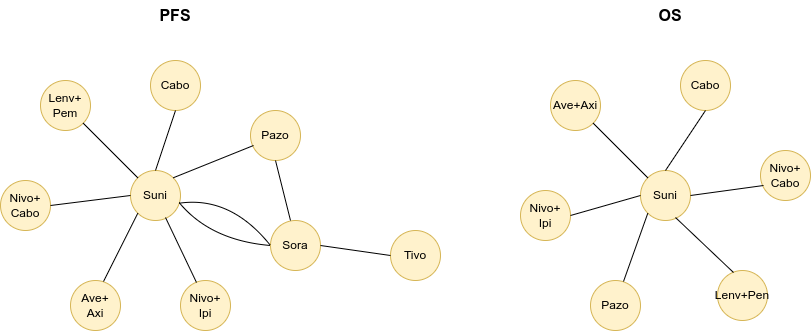 PFS
OS
Lenv+
Pem
Cabo
Pazo
Nivo+
Cabo
Suni
Sora
Tivo
Ave+
Axi
Nivo+
Ipi
Ave+Axi
Cabo
Nivo+
Cabo
Suni
Nivo+
Ipi
Pazo
Lenv+Pen